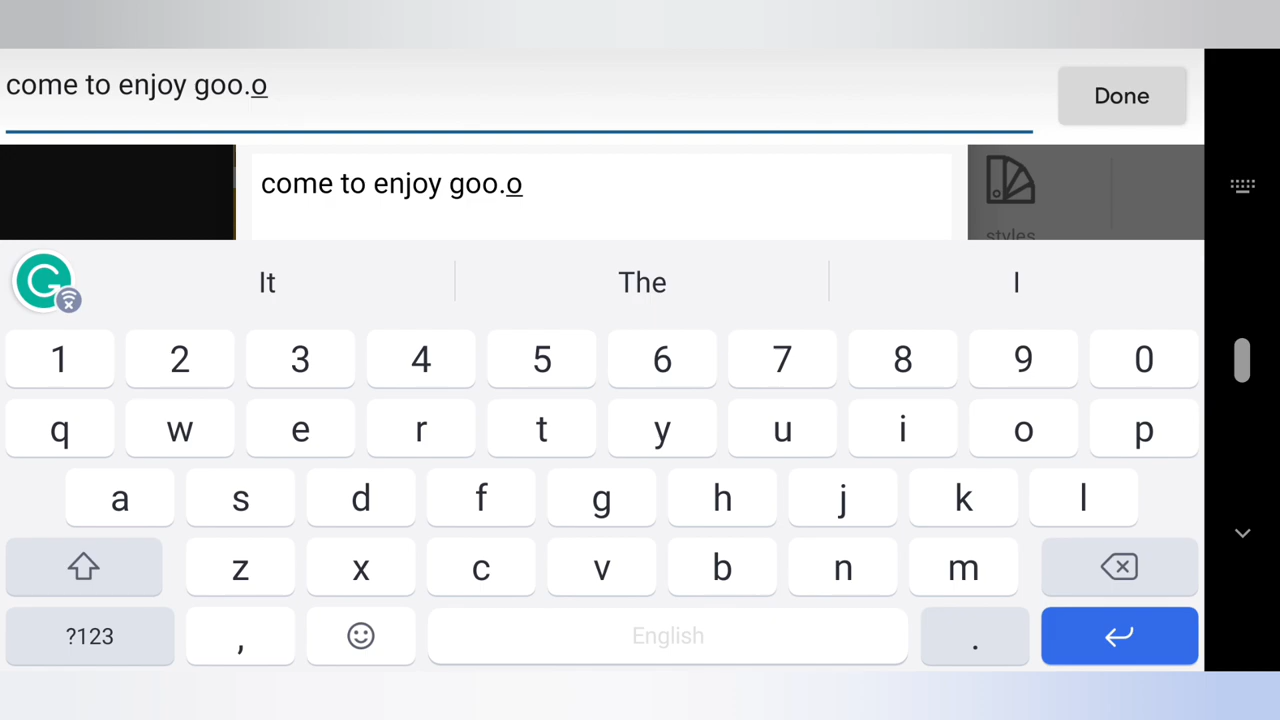 come to enjoy goo.o
Done
come to enjoy goo.o
styles
It The I
1 2 3 4 5 6 7 8 9 0
q w e r t y u i o p
a s d f g h j k l
z x c v b n m
?123 , English .